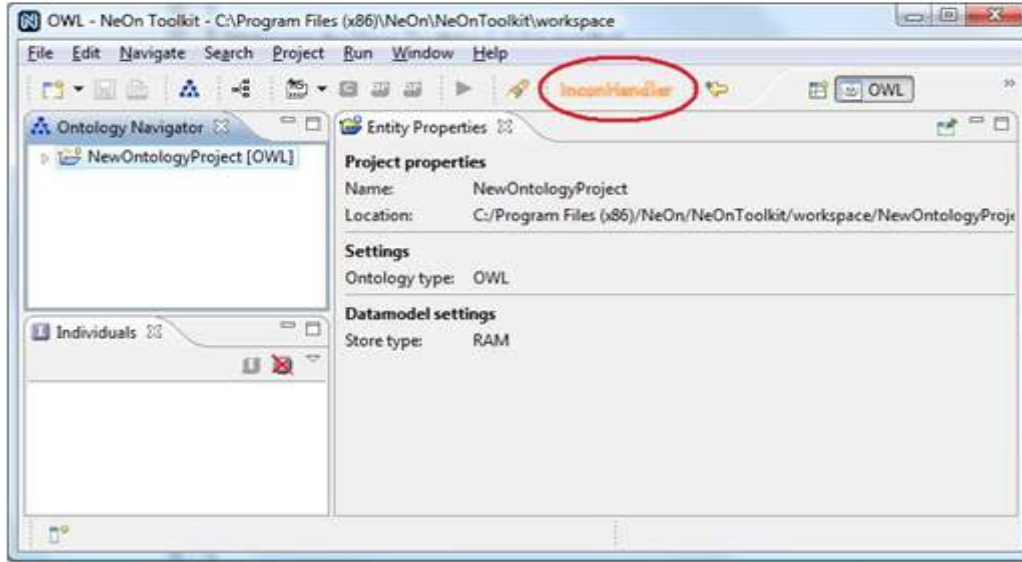 OWL - NeOn Toolkit - C:\Program Files (x86)\NeOn\NeOnToolkit\workspace
File Edit Navigate Search Project Run Window Help
InconHandler
OWL
Ontology Navigator
NewOntologyProject [OWL]
Entity Properties
Project properties
Name: NewOntologyProject
Location: C:/Program Files (x86)/NeOn/NeOnToolkit/workspace/NewOntologyProje
Settings
Ontology type: OWL
Datamodel settings
Store type: RAM
Individuals